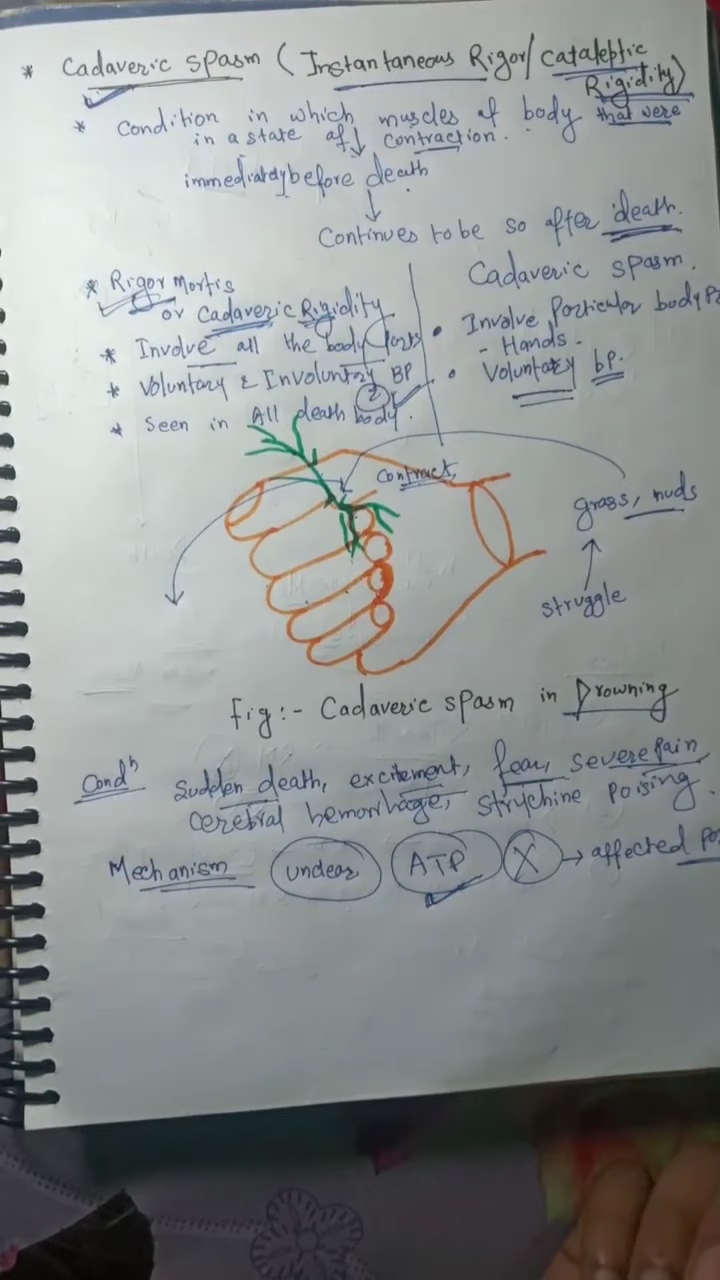 * Cadaveric spasm ( Instantaneous Rigor/ Cataleptic
Rigidity)
* Condition in which muscles of body that were
in a state of contraction.
immediately before death
Continues to be so after death.
* Rigor Mortis
or Cadaveric Rigidity
* Involve all the body parts
* Voluntary & Involuntary BP
* Seen in All death body.
Cadaveric spasm.
• Involve Particular body
- Hands -
• Voluntary bp.
Contract
grass, muds
struggle
Fig:- Cadaveric spasm in Drowning
Condⁿ Sudden death, excitement, fear, severe pain
cerebral hemorrhage, strychine poising.
Mechanism unclear ATP X → affected